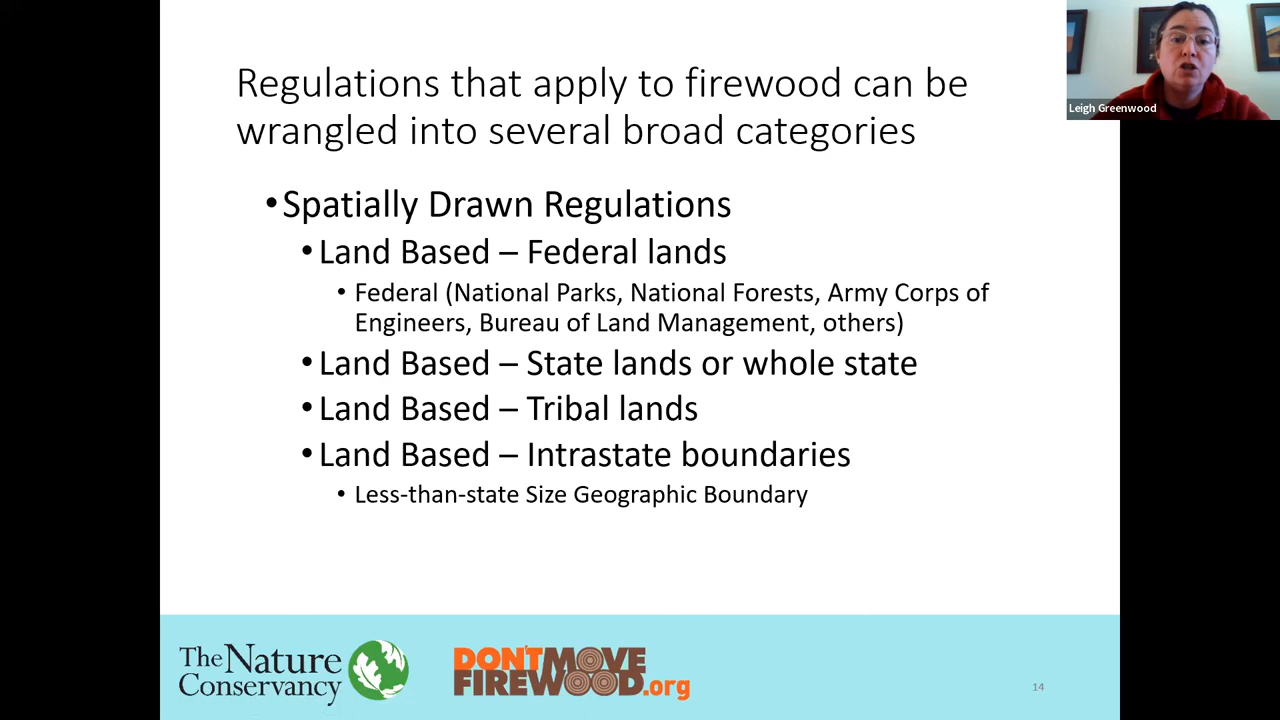 Regulations that apply to firewood can be
wrangled into several broad categories
Leigh Greenwood
•Spatially Drawn Regulations
•Land Based – Federal lands
• Federal (National Parks, National Forests, Army Corps of
Engineers, Bureau of Land Management, others)
•Land Based – State lands or whole state
•Land Based – Tribal lands
•Land Based – Intrastate boundaries
• Less-than-state Size Geographic Boundary
The Nature
Conservancy
DON'T MOVE
FIREWOOD.org
14